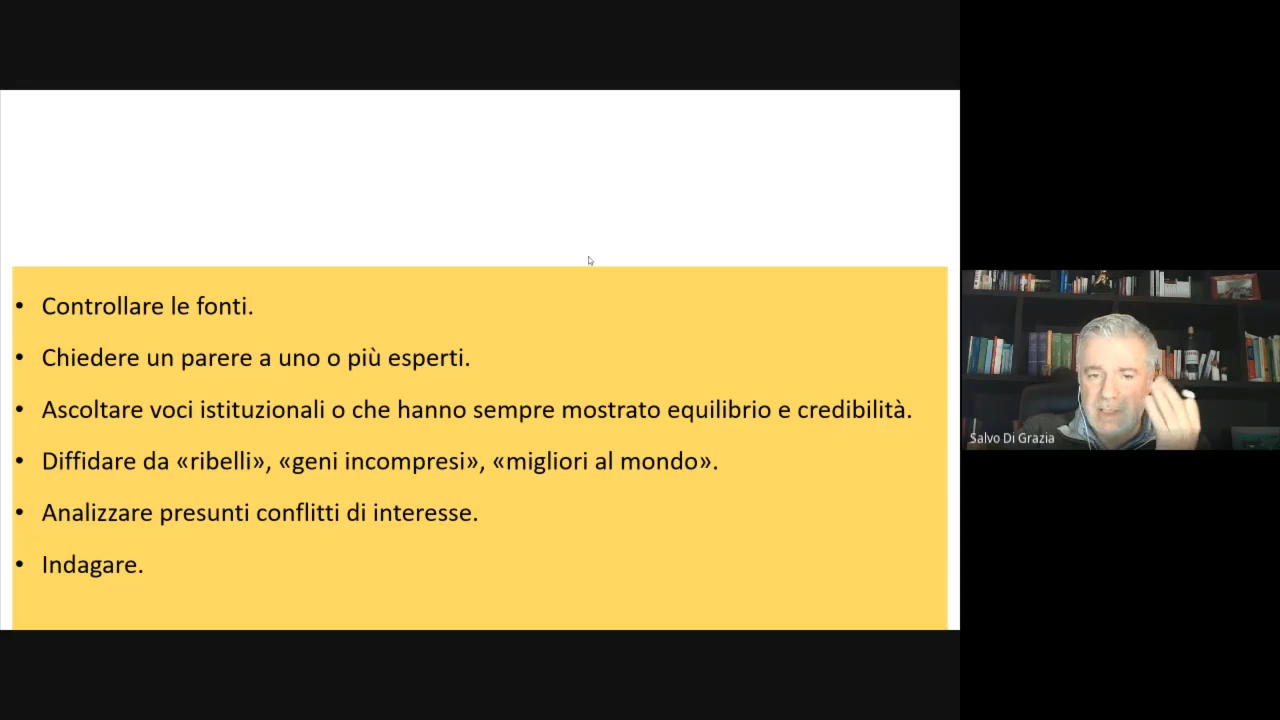 • Controllare le fonti.
• Chiedere un parere a uno o più esperti.
• Ascoltare voci istituzionali o che hanno sempre mostrato equilibrio e credibilità.
• Diffidare da «ribelli», «geni incompresi», «migliori al mondo».
• Analizzare presunti conflitti di interesse.
• Indagare.
Salvo Di Grazia